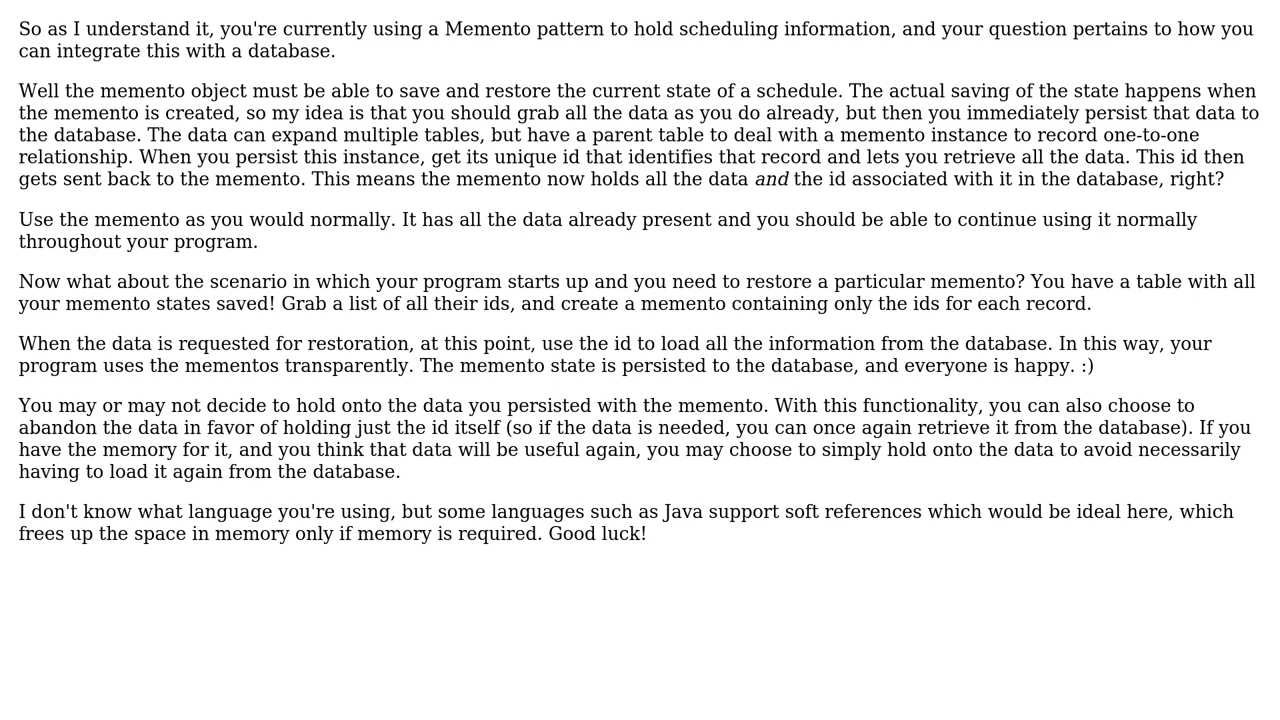 So as I understand it, you're currently using a Memento pattern to hold scheduling information, and your question pertains to how you
can integrate this with a database.
Well the memento object must be able to save and restore the current state of a schedule. The actual saving of the state happens when
the memento is created, so my idea is that you should grab all the data as you do already, but then you immediately persist that data to
the database. The data can expand multiple tables, but have a parent table to deal with a memento instance to record one-to-one
relationship. When you persist this instance, get its unique id that identifies that record and lets you retrieve all the data. This id then
gets sent back to the memento. This means the memento now holds all the data and the id associated with it in the database, right?
Use the memento as you would normally. It has all the data already present and you should be able to continue using it normally
throughout your program.
Now what about the scenario in which your program starts up and you need to restore a particular memento? You have a table with all
your memento states saved! Grab a list of all their ids, and create a memento containing only the ids for each record.
When the data is requested for restoration, at this point, use the id to load all the information from the database. In this way, your
program uses the mementos transparently. The memento state is persisted to the database, and everyone is happy. :)
You may or may not decide to hold onto the data you persisted with the memento. With this functionality, you can also choose to
abandon the data in favor of holding just the id itself (so if the data is needed, you can once again retrieve it from the database). If you
have the memory for it, and you think that data will be useful again, you may choose to simply hold onto the data to avoid necessarily
having to load it again from the database.
I don't know what language you're using, but some languages such as Java support soft references which would be ideal here, which
frees up the space in memory only if memory is required. Good luck!